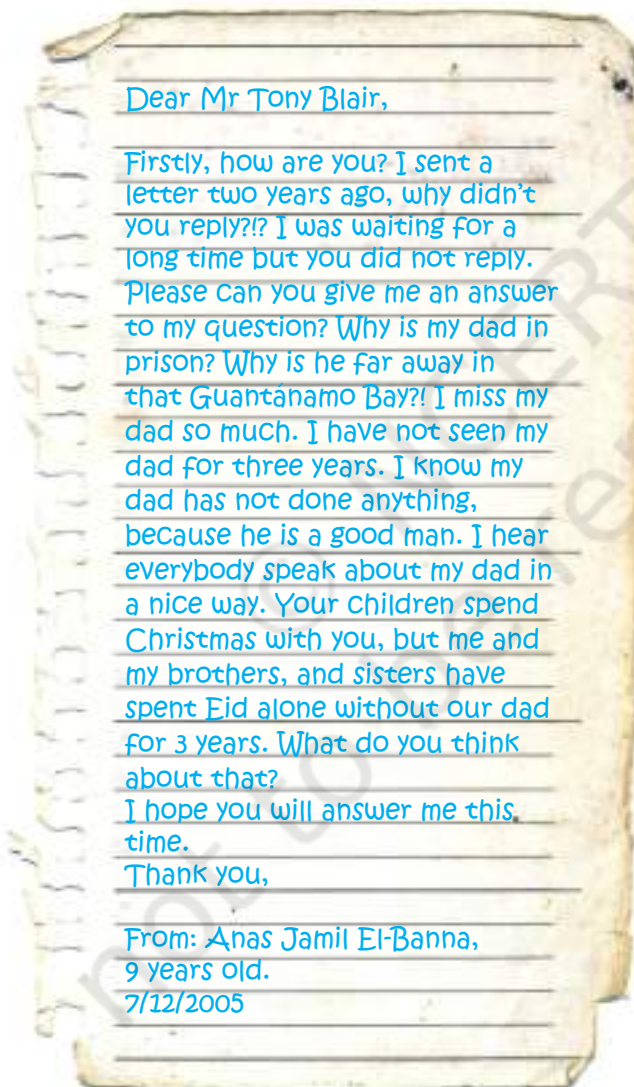 Dear Mr Tony Blair,
Firstly, how are you? I sent a
letter two years ago, why didn't
you reply?!? I was waiting for a
long time but you did not reply.
Please can you give me an answer
to my question? Why is my dad in
prison? Why is he far away in
that Guantánamo Bay?! I miss my
dad so much. I have not seen my
dad for three years. I know my
dad has not done anything,
because he is a good man. I hear
everybody speak about my dad in
a nice way. Your children spend
Christmas with you, but me and
my brothers, and sisters have
spent Eid alone without our dad
for 3 years. What do you think
about that?
I hope you will answer me this
time.
Thank you,
From: Anas Jamil El-Banna,
9 years old.
7/12/2005
© NCERT
not to be re